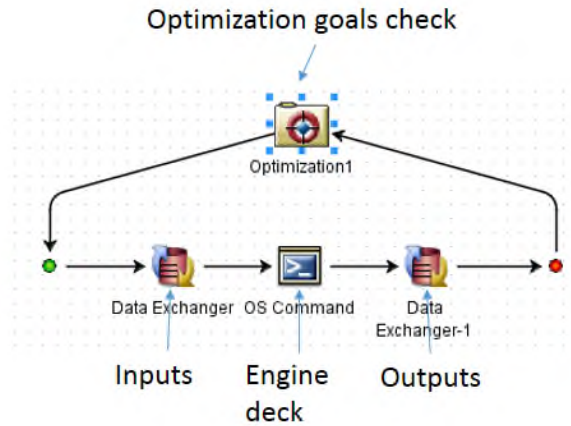 Optimization goals check
Optimization1
Data Exchanger
OS Command
Data
Exchanger-1
Inputs
Engine
deck
Outputs